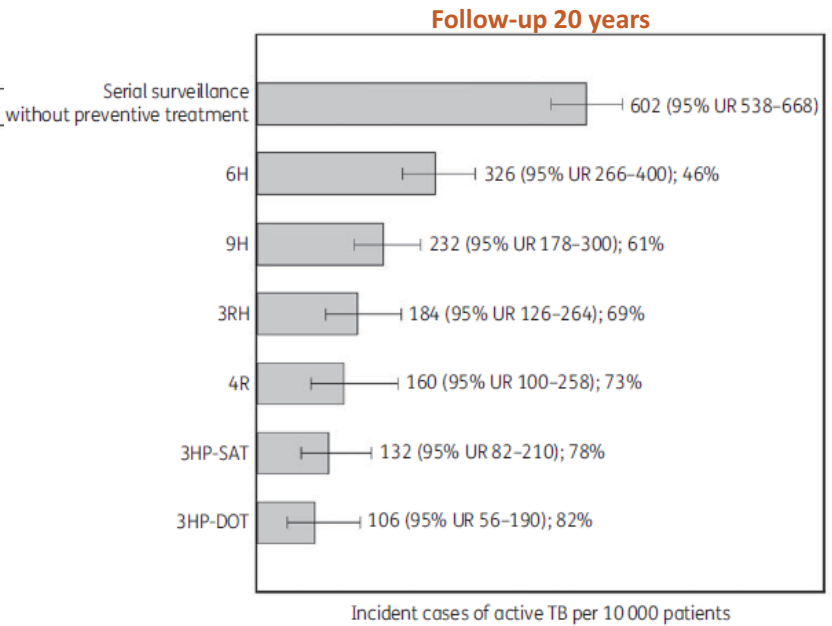 Follow-up 20 years
Serial surveillance
without preventive treatment
602 (95% UR 538–668)
6H
326 (95% UR 266–400); 46%
9H
232 (95% UR 178–300); 61%
3RH
184 (95% UR 126–264); 69%
4R
160 (95% UR 100–258); 73%
3HP-SAT
132 (95% UR 82–210); 78%
3HP-DOT
106 (95% UR 56–190); 82%
Incident cases of active TB per 10 000 patients